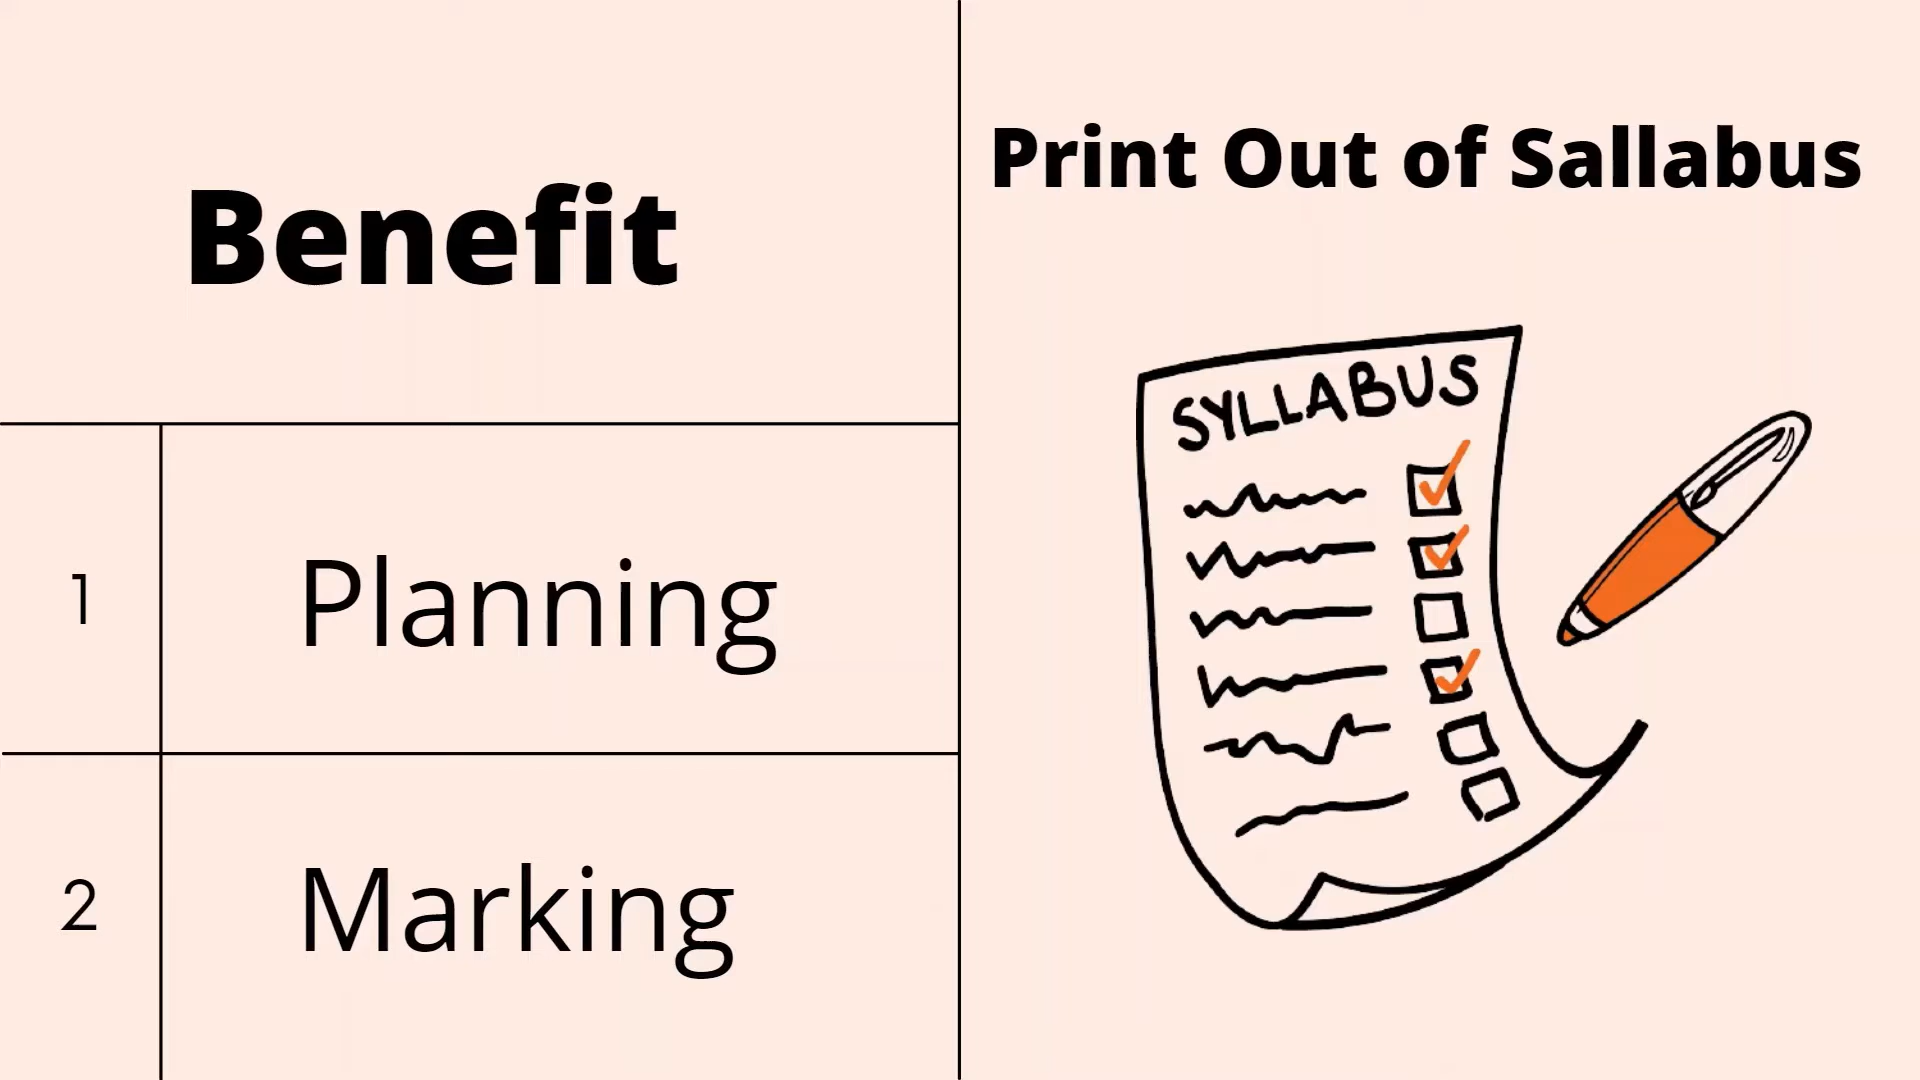 Benefit
1 Planning
2 Marking
Print Out of Sallabus
SYLLABUS